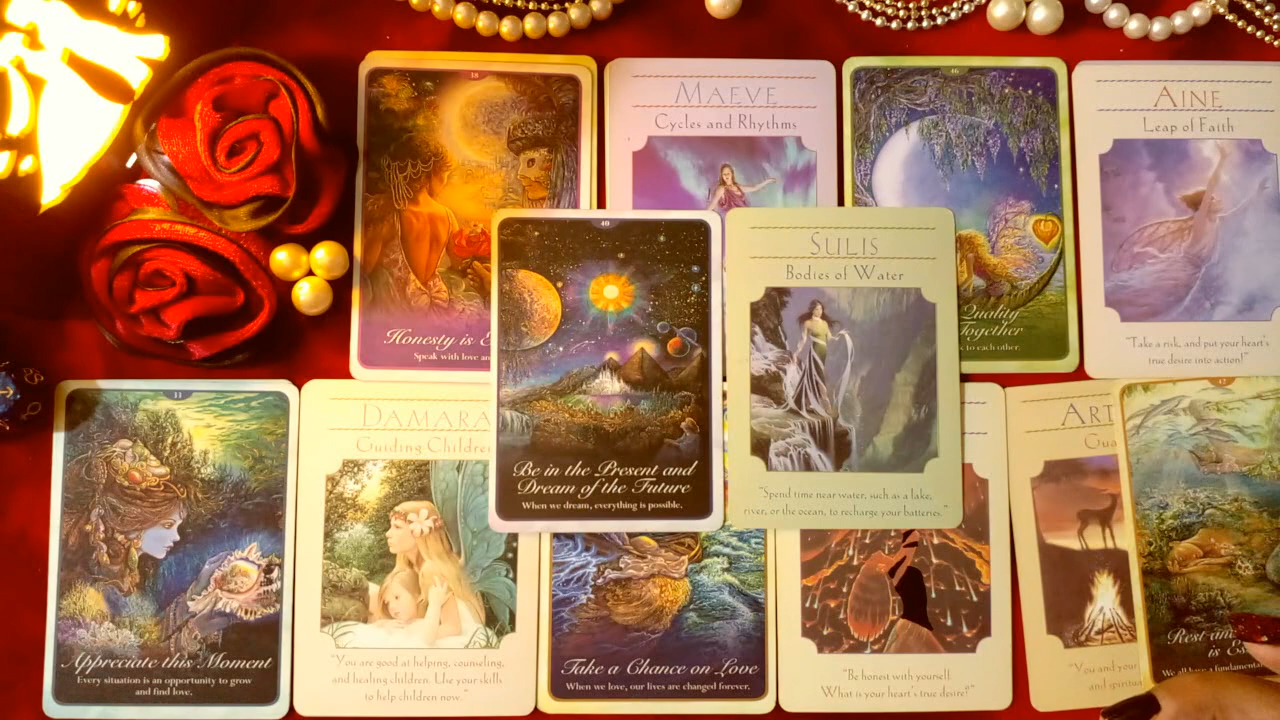 38
Honesty is
Speak with love
MAEVE
Cycles and Rhythms
46
Quality
Together
to each other.
AINE
Leap of Faith
"Take a risk, and put your heart's
true desire into action!"
40
Be in the Present and
Dream of the Future
When we dream, everything is possible.
SULIS
Bodies of Water
"Spend time near water, such as a lake,
river, or the ocean, to recharge your batteries."
11
Appreciate this Moment
Every situation is an opportunity to grow
and find love.
DAMARA
Guiding Children
"You are good at helping, counseling,
and healing children. Use your skills
to help children now."
Take a Chance on Love
When we love, our lives are changed forever.
"Be honest with yourself.
What is your heart's true desire?"
ART
Gua
"You and your
and spiritua
47
Rest an
is Es
We all have a fundamenta